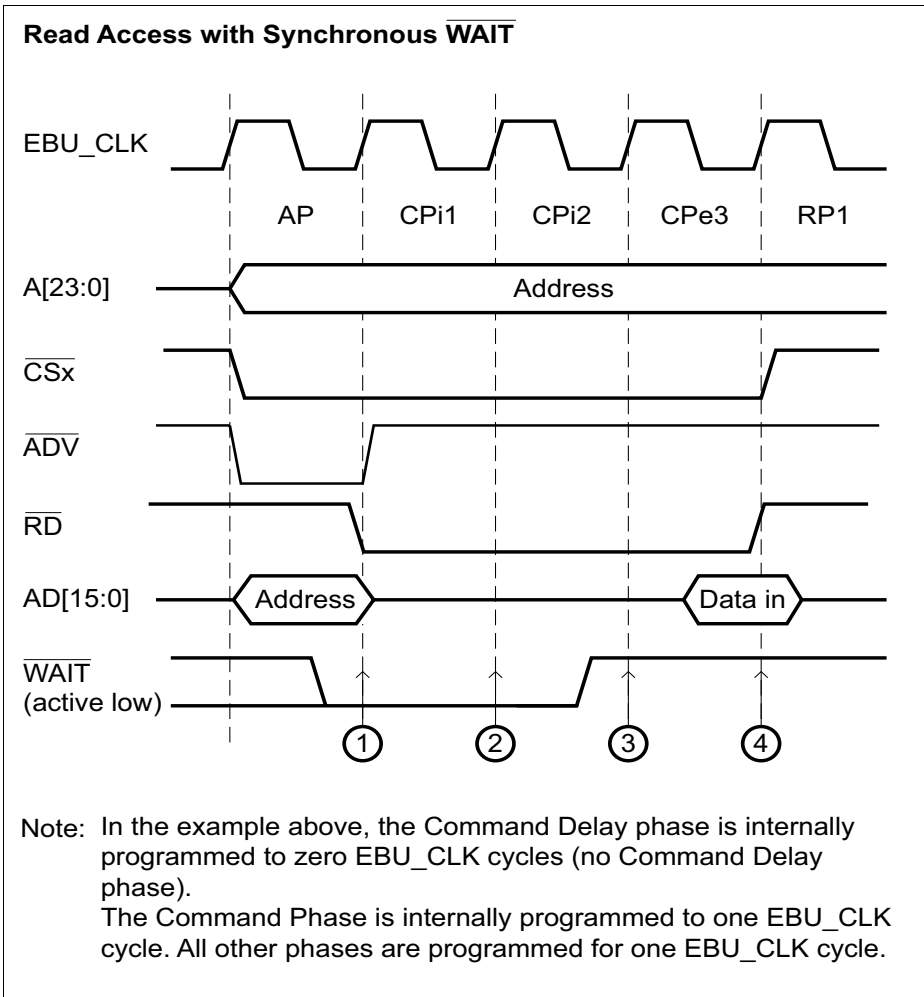 Read Access with Synchronous WAIT
EBU_CLK
AP CPi1 CPi2 CPe3 RP1
A[23:0] Address
CSx
ADV
RD
AD[15:0] Address Data in
WAIT
(active low)
1 2 3 4
Note: In the example above, the Command Delay phase is internally
programmed to zero EBU_CLK cycles (no Command Delay
phase).
The Command Phase is internally programmed to one EBU_CLK
cycle. All other phases are programmed for one EBU_CLK cycle.